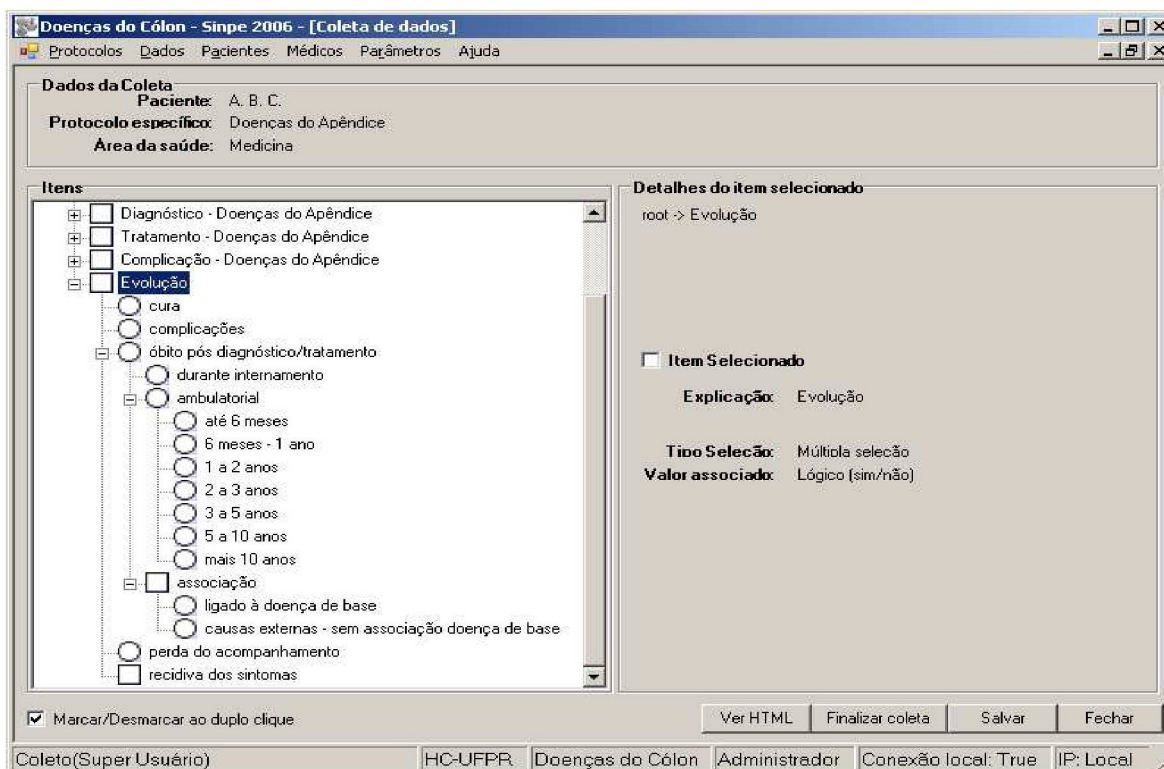 Doenças do Cólon - Sinpe 2006 - [Coleta de dados]
Protocolos Dados Pacientes Médicos Parâmetros Ajuda
Dados da Coleta
Paciente: A. B. C.
Protocolo específico: Doenças do Apêndice
Área da saúde: Medicina
Itens
Diagnóstico - Doenças do Apêndice
Tratamento - Doenças do Apêndice
Complicação - Doenças do Apêndice
Evolução
cura
complicações
óbito pós diagnóstico/tratamento
durante internamento
ambulatorial
até 6 meses
6 meses - 1 ano
1 a 2 anos
2 a 3 anos
3 a 5 anos
5 a 10 anos
mais 10 anos
associação
ligado à doença de base
causas externas - sem associação doença de base
perda do acompanhamento
recidiva dos sintomas
Detalhes do item selecionado
root -> Evolução
Item Selecionado
Explicação: Evolução
Tipo Seleção: Múltipla seleção
Valor associado: Lógico (sim/não)
Marcar/Desmarcar ao duplo clique
Ver HTML Finalizar coleta Salvar Fechar
Coleto(Super Usuário) HC-UFPR Doenças do Cólon Administrador Conexão local: True IP: Local